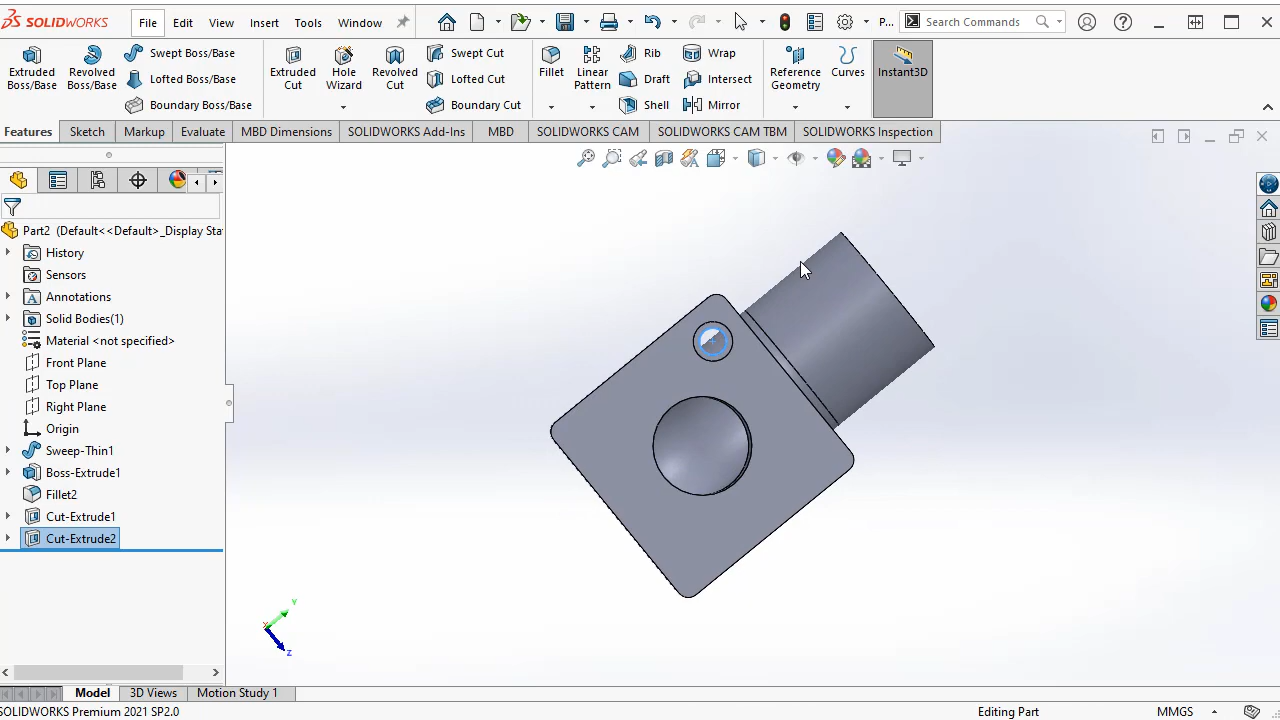 SOLIDWORKS File Edit View Insert Tools Window P... Search Commands
Extruded Boss/Base
Revolved Boss/Base
Swept Boss/Base
Lofted Boss/Base
Boundary Boss/Base
Extruded Cut
Hole Wizard
Revolved Cut
Swept Cut
Lofted Cut
Boundary Cut
Fillet
Linear Pattern
Rib
Draft
Shell
Wrap
Intersect
Mirror
Reference Geometry
Curves
Instant3D
Features Sketch Markup Evaluate MBD Dimensions SOLIDWORKS Add-Ins MBD SOLIDWORKS CAM SOLIDWORKS CAM TBM SOLIDWORKS Inspection
Part2 (Default<<Default>_Display Sta
History
Sensors
A Annotations
Solid Bodies(1)
Material <not specified>
Front Plane
Top Plane
Right Plane
Origin
Sweep-Thin1
Boss-Extrude1
Fillet2
Cut-Extrude1
Cut-Extrude2
Y
X
Z
Model 3D Views Motion Study 1
SOLIDWORKS Premium 2021 SP2.0 Editing Part MMGS